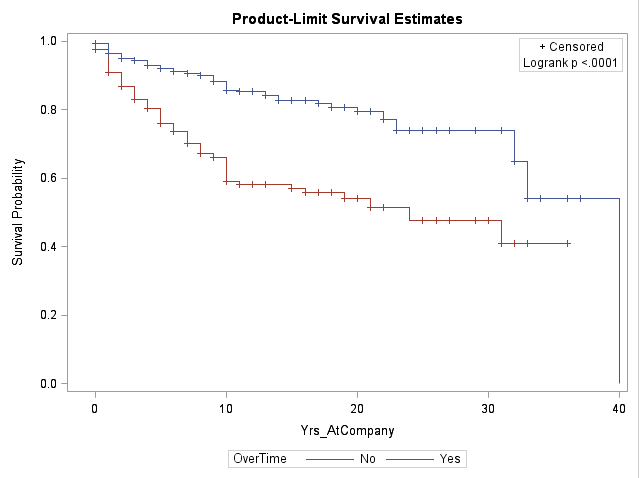 Product-Limit Survival Estimates
+ Censored
Logrank p <.0001
1.0
0.8
0.6
0.4
0.2
0.0
Survival Probability
0 10 20 30 40
Yrs_AtCompany
OverTime No Yes